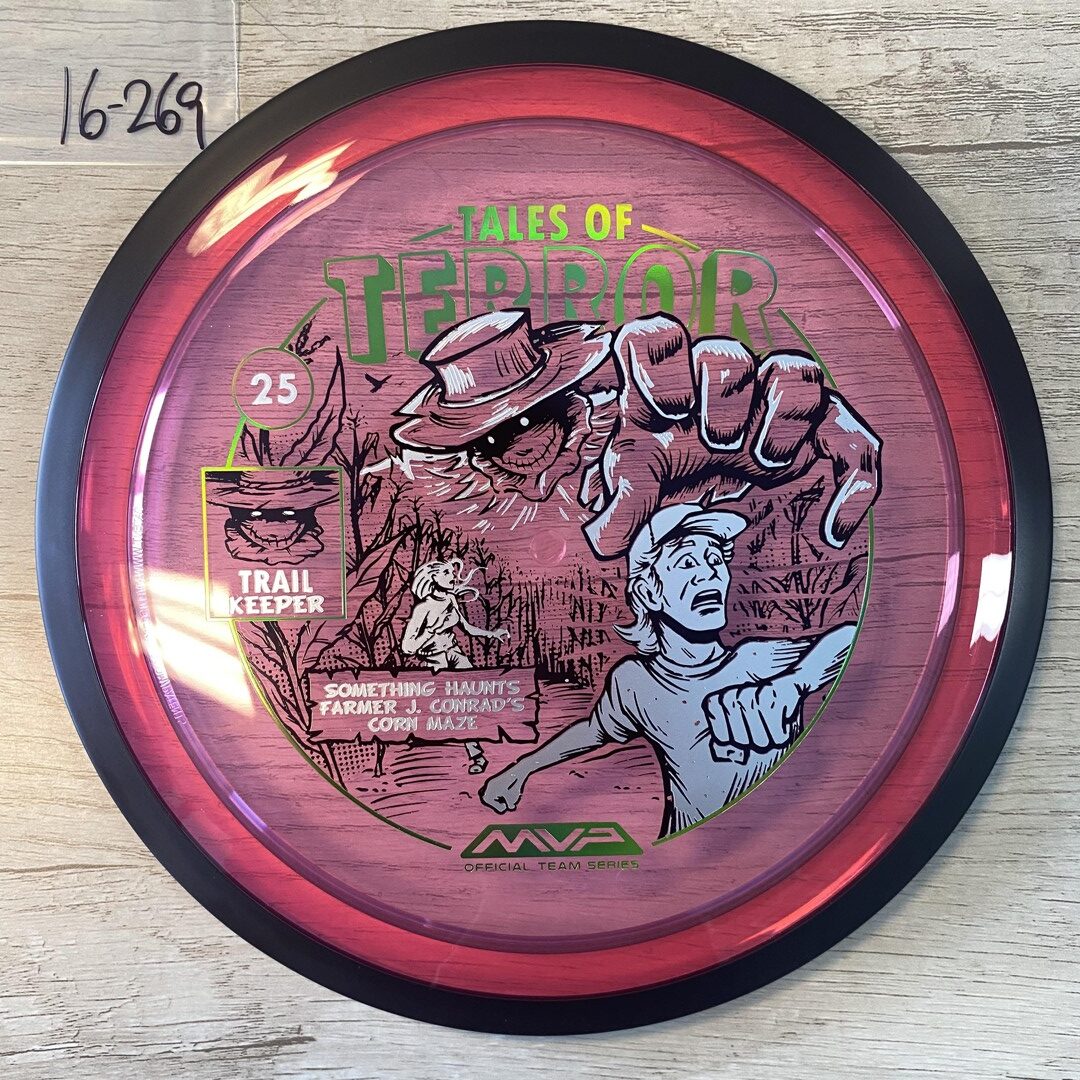 16-269
TALES OF
TERROR
25
TRAIL
KEEPER
SOMETHING HAUNTS
FARMER J. CONRAD'S
CORN MAZE
MVP
OFFICIAL TEAM SERIES